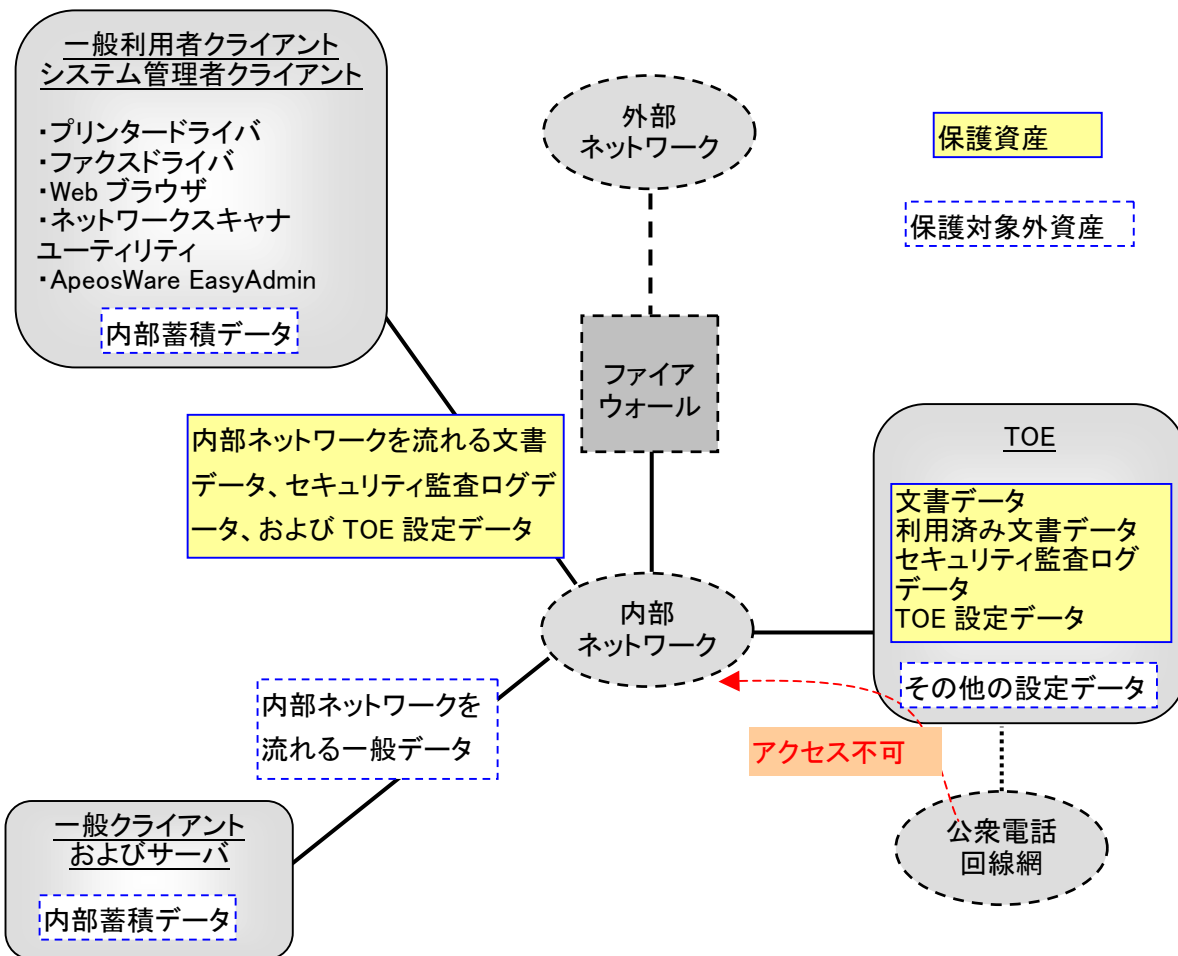 一般利用者クライアント
システム管理者クライアント
・プリンタードライバ
・ファクスドライバ
・Web ブラウザ
・ネットワークスキャナ
ユーティリティ
・ApeosWare EasyAdmin
内部蓄積データ
外部
ネットワーク
保護資産
保護対象外資産
ファイア
ウォール
内部ネットワークを流れる文書
データ、セキュリティ監査ログデ
ータ、および TOE 設定データ
TOE
文書データ
利用済み文書データ
セキュリティ監査ログ
データ
TOE 設定データ
その他の設定データ
内部
ネットワーク
内部ネットワークを
流れる一般データ
アクセス不可
公衆電話
回線網
一般クライアント
およびサーバ
内部蓄積データ